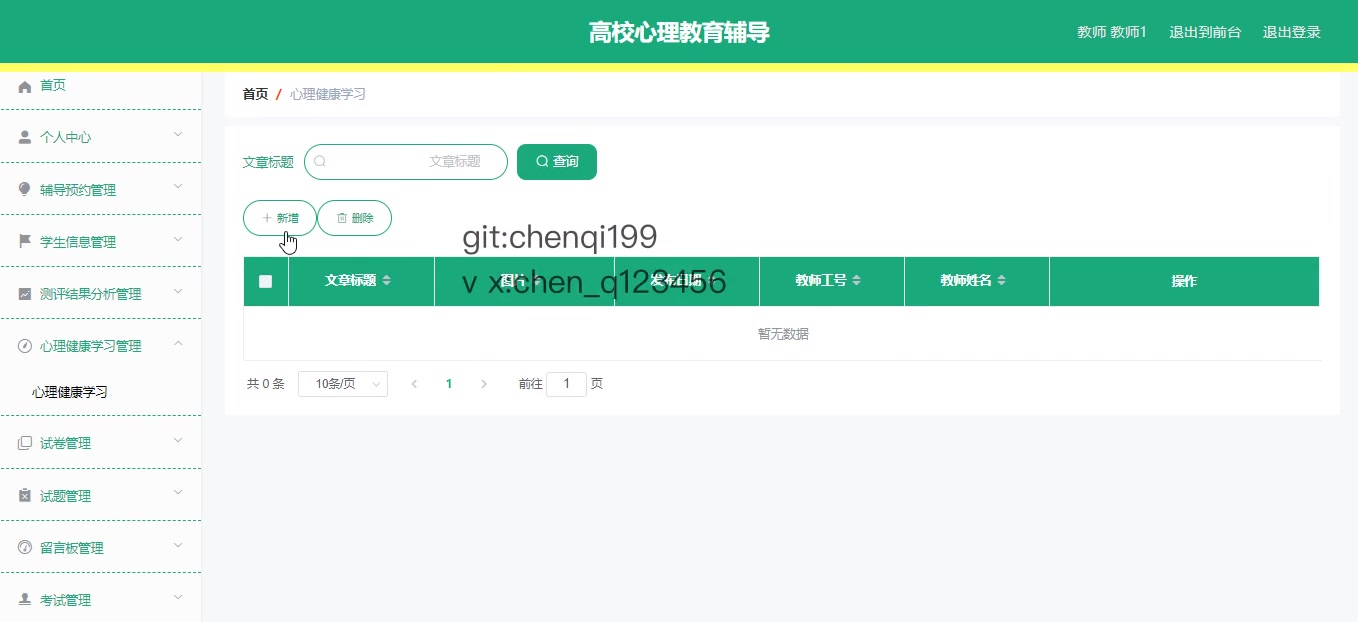 高校心理教育辅导
教师 教师1 退出到前台 退出登录
首页
个人中心
辅导预约管理
学生信息管理
测评结果分析管理
心理健康学习管理
心理健康学习
试卷管理
试题管理
留言板管理
考试管理
首页 / 心理健康学习
文章标题 文章标题 查询
新增 删除
git:chenqi199
v x:chen_q123456
文章标题 图片 发布日期 教师工号 教师姓名 操作
暂无数据
共 0 条 10条/页 1 前往 1 页